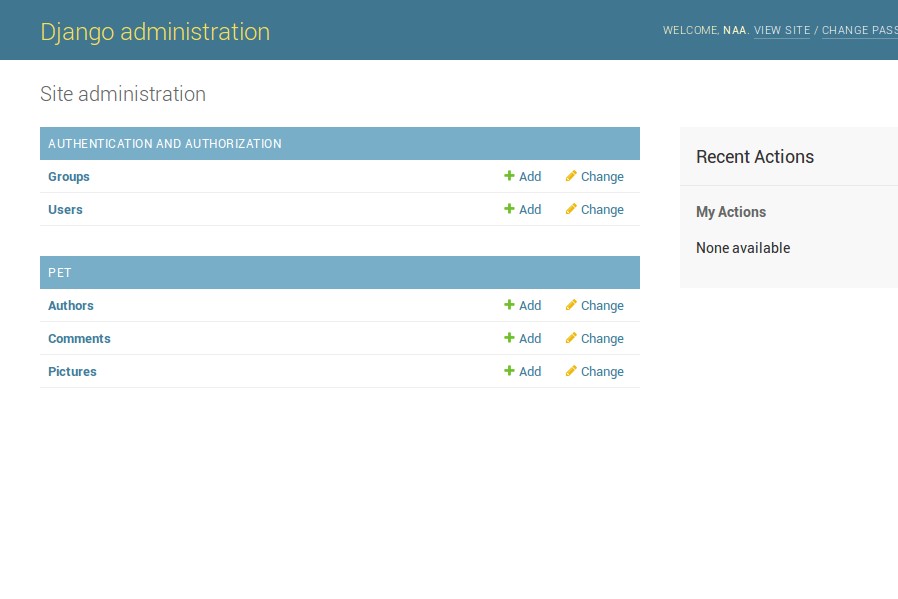 Django administration
WELCOME, NAA. VIEW SITE / CHANGE PASS
Site administration
AUTHENTICATION AND AUTHORIZATION
Groups Add Change
Users Add Change
PET
Authors Add Change
Comments Add Change
Pictures Add Change
Recent Actions
My Actions
None available